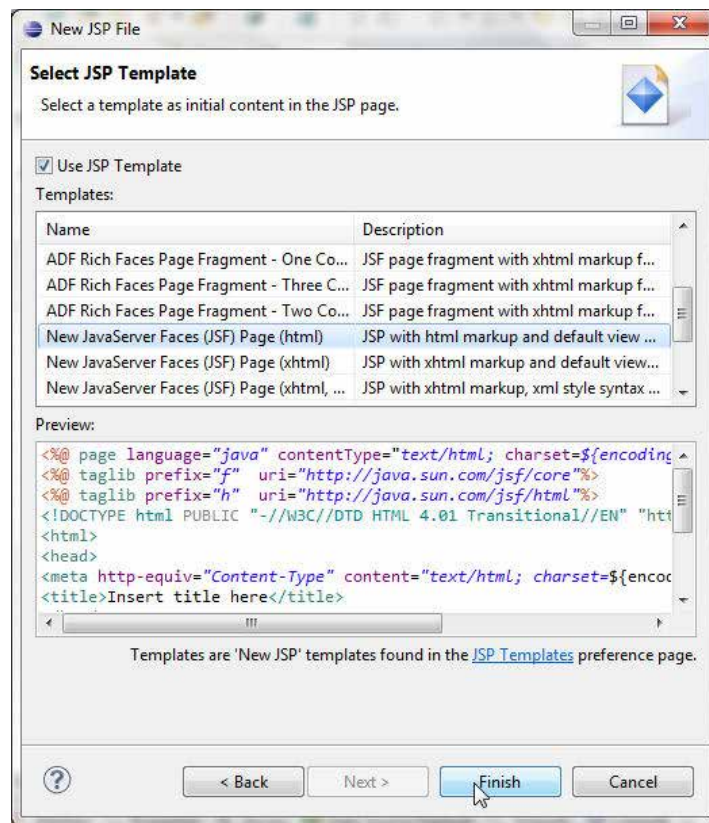 New JSP File
Select JSP Template
Select a template as initial content in the JSP page.
Use JSP Template
Templates:
Name Description
ADF Rich Faces Page Fragment - One Co... JSF page fragment with xhtml markup f...
ADF Rich Faces Page Fragment - Three C... JSF page fragment with xhtml markup f...
ADF Rich Faces Page Fragment - Two Co... JSF page fragment with xhtml markup f...
New JavaServer Faces (JSF) Page (html) JSP with html markup and default view ...
New JavaServer Faces (JSF) Page (xhtml) JSP with xhtml markup and default view...
New JavaServer Faces (JSF) Page (xhtml, ... JSP with xhtml markup, xml style syntax ...
Preview:
<%@ page language="java" contentType="text/html; charset=${encoding
<%@ taglib prefix="f" uri="http://java.sun.com/jsf/core"%>
<%@ taglib prefix="h" uri="http://java.sun.com/jsf/html"%>
<!DOCTYPE html PUBLIC "-//W3C//DTD HTML 4.01 Transitional//EN" "htt
<html>
<head>
<meta http-equiv="Content-Type" content="text/html; charset=${encod
<title>Insert title here</title>
Templates are 'New JSP' templates found in the JSP Templates preference page.
? < Back Next > Finish Cancel